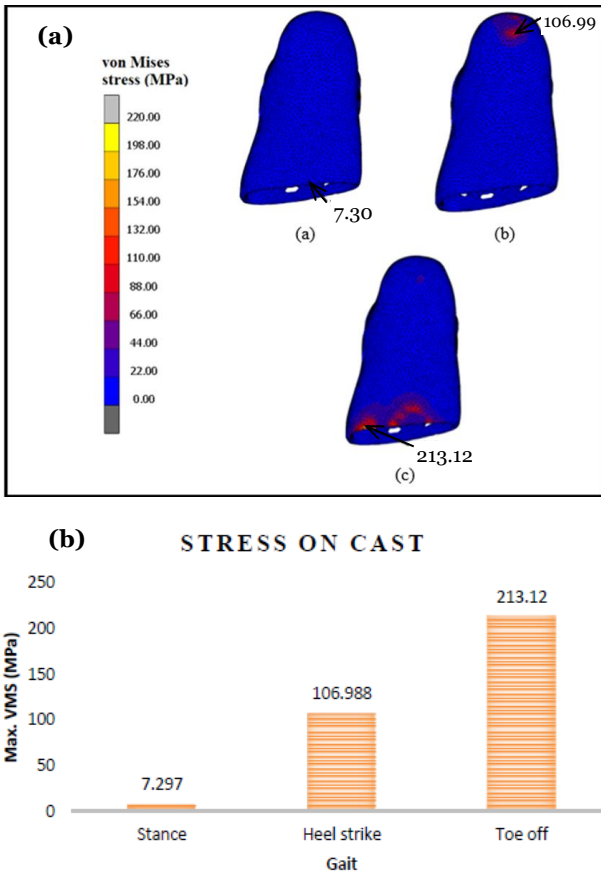 (a)
106.99
von Mises
stress (MPa)
220.00
198.00
176.00
154.00
132.00
110.00
88.00
66.00
44.00
22.00
0.00
7.30
(a)
(b)
213.12
(c)
(b)
STRESS ON CAST
Max. VMS (MPa)
250
200
150
100
50
0
7.297
106.988
213.12
Stance
Heel strike
Toe off
Gait